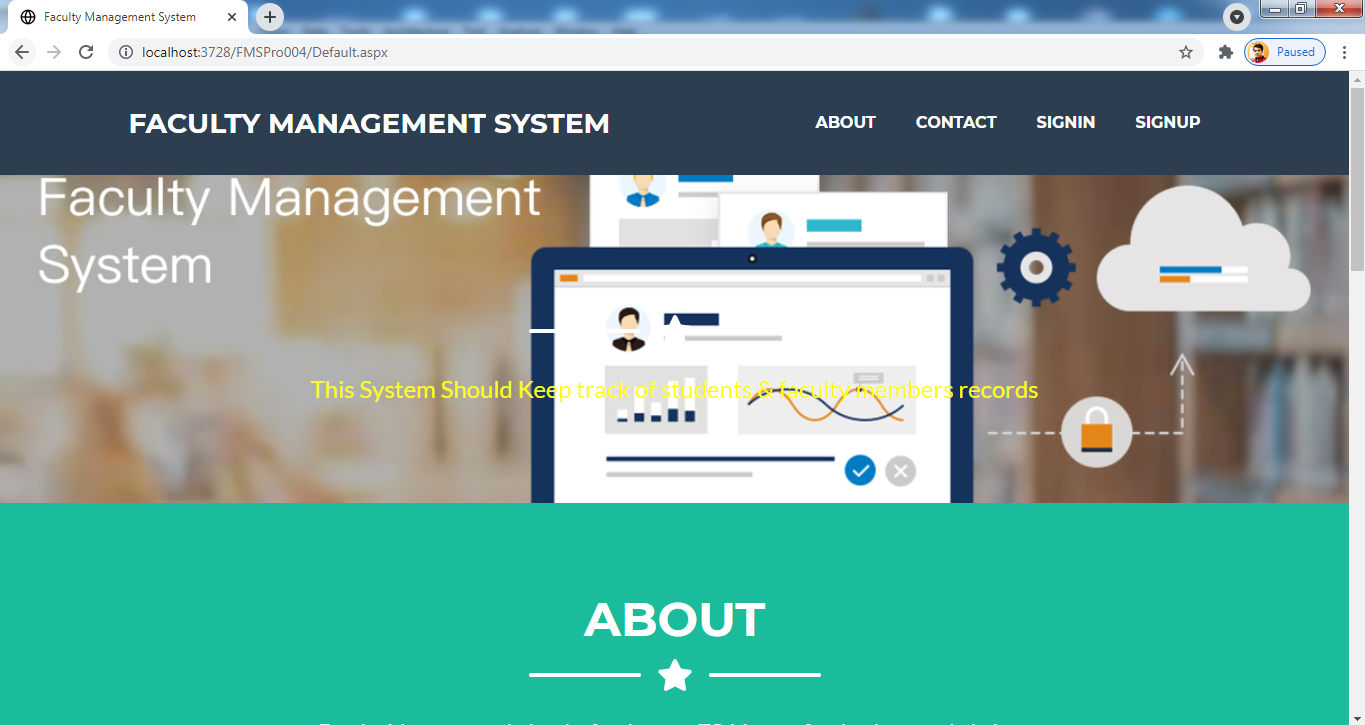 Faculty Management System
localhost:3728/FMSPro004/Default.aspx
Paused
FACULTY MANAGEMENT SYSTEM
ABOUT
CONTACT
SIGNIN
SIGNUP
Faculty Management
System
This System Should Keep track of students & faculty members records
ABOUT